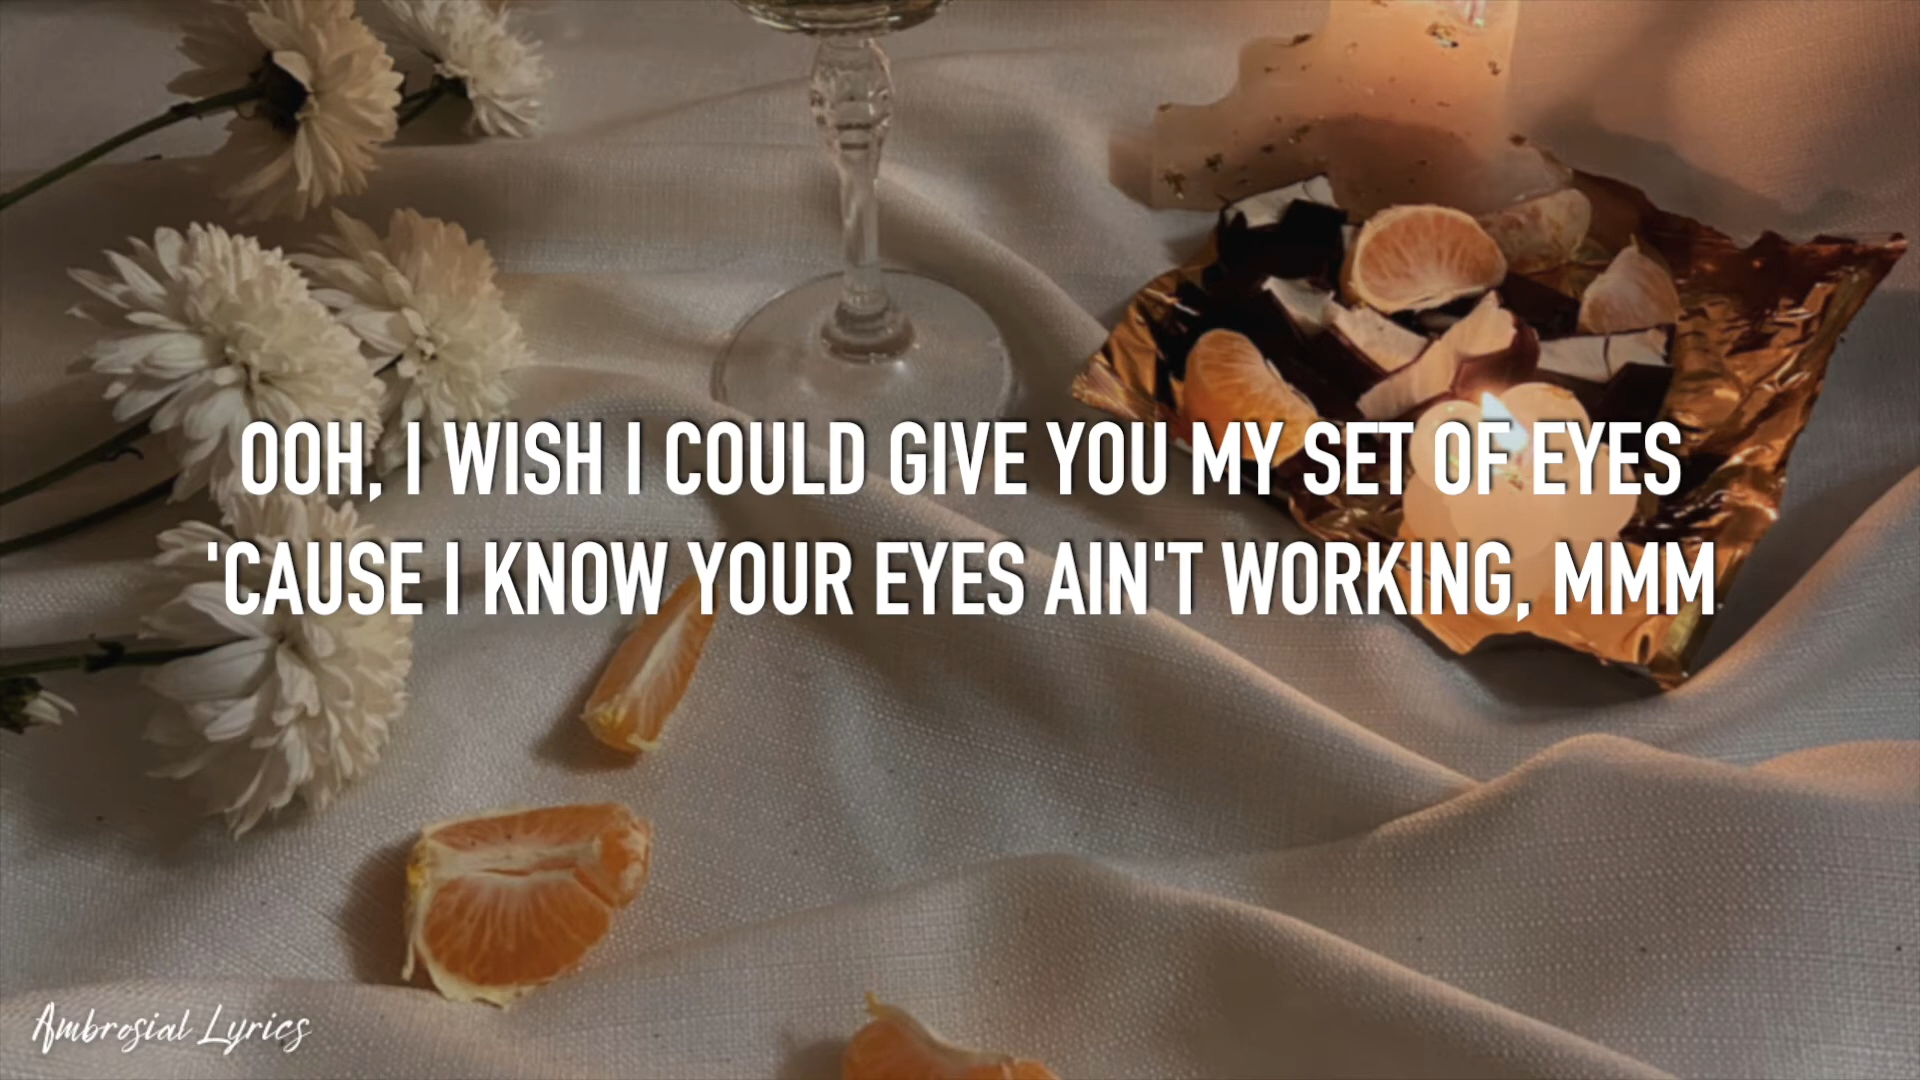 OOH, I WISH I COULD GIVE YOU MY SET OF EYES
'CAUSE I KNOW YOUR EYES AIN'T WORKING, MMM
Ambrosial Lyrics